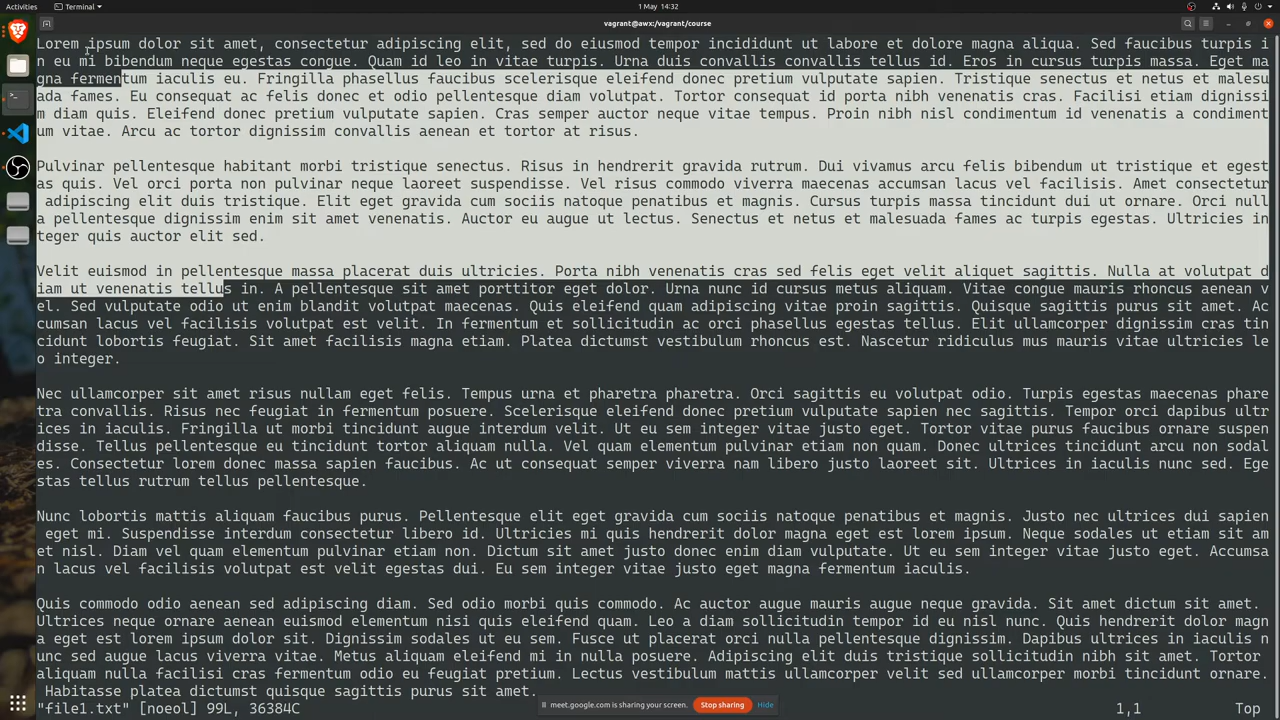 Activities
Terminal
1 May 14:32
vagrant@awx:/vagrant/course
Lorem ipsum dolor sit amet, consectetur adipiscing elit, sed do eiusmod tempor incididunt ut labore et dolore magna aliqua. Sed faucibus turpis i
n eu mi bibendum neque egestas congue. Quam id leo in vitae turpis. Urna duis convallis convallis tellus id. Eros in cursus turpis massa. Eget ma
gna fermentum iaculis eu. Fringilla phasellus faucibus scelerisque eleifend donec pretium vulputate sapien. Tristique senectus et netus et malesu
ada fames. Eu consequat ac felis donec et odio pellentesque diam volutpat. Tortor consequat id porta nibh venenatis cras. Facilisi etiam dignissi
m diam quis. Eleifend donec pretium vulputate sapien. Cras semper auctor neque vitae tempus. Proin nibh nisl condimentum id venenatis a condiment
um vitae. Arcu ac tortor dignissim convallis aenean et tortor at risus.
Pulvinar pellentesque habitant morbi tristique senectus. Risus in hendrerit gravida rutrum. Dui vivamus arcu felis bibendum ut tristique et egest
as quis. Vel orci porta non pulvinar neque laoreet suspendisse. Vel risus commodo viverra maecenas accumsan lacus vel facilisis. Amet consectetur
adipiscing elit duis tristique. Elit eget gravida cum sociis natoque penatibus et magnis. Cursus turpis massa tincidunt dui ut ornare. Orci null
a pellentesque dignissim enim sit amet venenatis. Auctor eu augue ut lectus. Senectus et netus et malesuada fames ac turpis egestas. Ultricies in
teger quis auctor elit sed.
Velit euismod in pellentesque massa placerat duis ultricies. Porta nibh venenatis cras sed felis eget velit aliquet sagittis. Nulla at volutpat d
iam ut venenatis tellus in. A pellentesque sit amet porttitor eget dolor. Urna nunc id cursus metus aliquam. Vitae congue mauris rhoncus aenean v
el. Sed vulputate odio ut enim blandit volutpat maecenas. Quis eleifend quam adipiscing vitae proin sagittis. Quisque sagittis purus sit amet. Ac
cumsan lacus vel facilisis volutpat est velit. In fermentum et sollicitudin ac orci phasellus egestas tellus. Elit ullamcorper dignissim cras tin
cidunt lobortis feugiat. Sit amet facilisis magna etiam. Platea dictumst vestibulum rhoncus est. Nascetur ridiculus mus mauris vitae ultricies le
o integer.
Nec ullamcorper sit amet risus nullam eget felis. Tempus urna et pharetra pharetra. Orci sagittis eu volutpat odio. Turpis egestas maecenas phare
tra convallis. Risus nec feugiat in fermentum posuere. Scelerisque eleifend donec pretium vulputate sapien nec sagittis. Tempor orci dapibus ultr
ices in iaculis. Fringilla ut morbi tincidunt augue interdum velit. Ut eu sem integer vitae justo eget. Tortor vitae purus faucibus ornare suspen
disse. Tellus pellentesque eu tincidunt tortor aliquam nulla. Vel quam elementum pulvinar etiam non quam. Donec ultrices tincidunt arcu non sodal
es. Consectetur lorem donec massa sapien faucibus. Ac ut consequat semper viverra nam libero justo laoreet sit. Ultrices in iaculis nunc sed. Ege
stas tellus rutrum tellus pellentesque.
Nunc lobortis mattis aliquam faucibus purus. Pellentesque elit eget gravida cum sociis natoque penatibus et magnis. Justo nec ultrices dui sapien
eget mi. Suspendisse interdum consectetur libero id. Ultricies mi quis hendrerit dolor magna eget est lorem ipsum. Neque sodales ut etiam sit am
et nisl. Diam vel quam elementum pulvinar etiam non. Dictum sit amet justo donec enim diam vulputate. Ut eu sem integer vitae justo eget. Accumsa
n lacus vel facilisis volutpat est velit egestas dui. Eu sem integer vitae justo eget magna fermentum iaculis.
Quis commodo odio aenean sed adipiscing diam. Sed odio morbi quis commodo. Ac auctor augue mauris augue neque gravida. Sit amet dictum sit amet.
Ultrices neque ornare aenean euismod elementum nisi quis eleifend quam. Leo a diam sollicitudin tempor id eu nisl nunc. Quis hendrerit dolor magn
a eget est lorem ipsum dolor sit. Dignissim sodales ut eu sem. Fusce ut placerat orci nulla pellentesque dignissim. Dapibus ultrices in iaculis n
unc sed augue lacus viverra vitae. Metus aliquam eleifend mi in nulla posuere. Adipiscing elit duis tristique sollicitudin nibh sit amet. Tortor
aliquam nulla facilisi cras fermentum odio eu feugiat pretium. Lectus vestibulum mattis ullamcorper velit sed ullamcorper morbi tincidunt ornare.
Habitasse platea dictumst quisque sagittis purus sit amet.
"file1.txt" [noeol] 99L, 36384C
meet.google.com is sharing your screen.
Stop sharing
Hide
1,1
Top